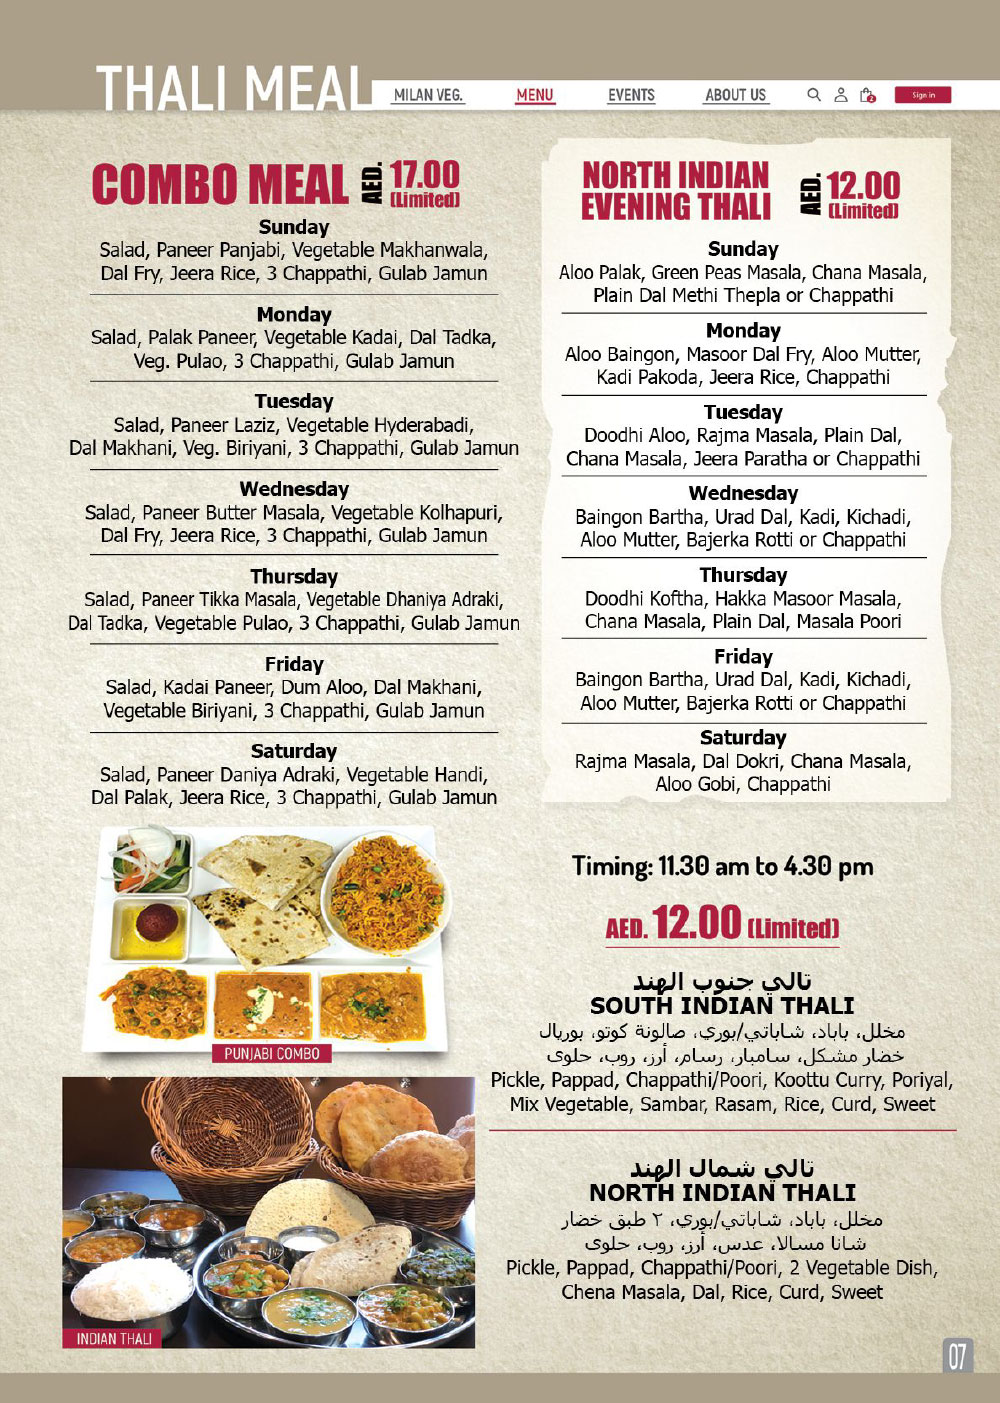 THALI MEAL
MILAN VEG. MENU EVENTS ABOUT US 2 Sign in
COMBO MEAL AED. 17.00 (Limited)
Sunday
Salad, Paneer Panjabi, Vegetable Makhanwala,
Dal Fry, Jeera Rice, 3 Chappathi, Gulab Jamun
Monday
Salad, Palak Paneer, Vegetable Kadai, Dal Tadka,
Veg. Pulao, 3 Chappathi, Gulab Jamun
Tuesday
Salad, Paneer Laziz, Vegetable Hyderabadi,
Dal Makhani, Veg. Biriyani, 3 Chappathi, Gulab Jamun
Wednesday
Salad, Paneer Butter Masala, Vegetable Kolhapuri,
Dal Fry, Jeera Rice, 3 Chappathi, Gulab Jamun
Thursday
Salad, Paneer Tikka Masala, Vegetable Dhaniya Adraki,
Dal Tadka, Vegetable Pulao, 3 Chappathi, Gulab Jamun
Friday
Salad, Kadai Paneer, Dum Aloo, Dal Makhani,
Vegetable Biriyani, 3 Chappathi, Gulab Jamun
Saturday
Salad, Paneer Daniya Adraki, Vegetable Handi,
Dal Palak, Jeera Rice, 3 Chappathi, Gulab Jamun
PUNJABI COMBO
INDIAN THALI
NORTH INDIAN
EVENING THALI AED. 12.00 (Limited)
Sunday
Aloo Palak, Green Peas Masala, Chana Masala,
Plain Dal Methi Thepla or Chappathi
Monday
Aloo Baingon, Masoor Dal Fry, Aloo Mutter,
Kadi Pakoda, Jeera Rice, Chappathi
Tuesday
Doodhi Aloo, Rajma Masala, Plain Dal,
Chana Masala, Jeera Paratha or Chappathi
Wednesday
Baingon Bartha, Urad Dal, Kadi, Kichadi,
Aloo Mutter, Bajerka Rotti or Chappathi
Thursday
Doodhi Koftha, Hakka Masoor Masala,
Chana Masala, Plain Dal, Masala Poori
Friday
Baingon Bartha, Urad Dal, Kadi, Kichadi,
Aloo Mutter, Bajerka Rotti or Chappathi
Saturday
Rajma Masala, Dal Dokri, Chana Masala,
Aloo Gobi, Chappathi
Timing: 11.30 am to 4.30 pm
AED. 12.00 (Limited)
تالي جنوب الهند
SOUTH INDIAN THALI
مخلل، باباد، شاباتي/بوري، صالونة كوتو، بوريال
خضار مشكل، سامبار، رسام، أرز، روب، حلوى
Pickle, Pappad, Chappathi/Poori, Koottu Curry, Poriyal,
Mix Vegetable, Sambar, Rasam, Rice, Curd, Sweet
تالي شمال الهند
NORTH INDIAN THALI
مخلل، باباد، شاباتي/بوري، ٢ طبق خضار
شانا مسالا، عدس، أرز، روب، حلوى
Pickle, Pappad, Chappathi/Poori, 2 Vegetable Dish,
Chena Masala, Dal, Rice, Curd, Sweet
07